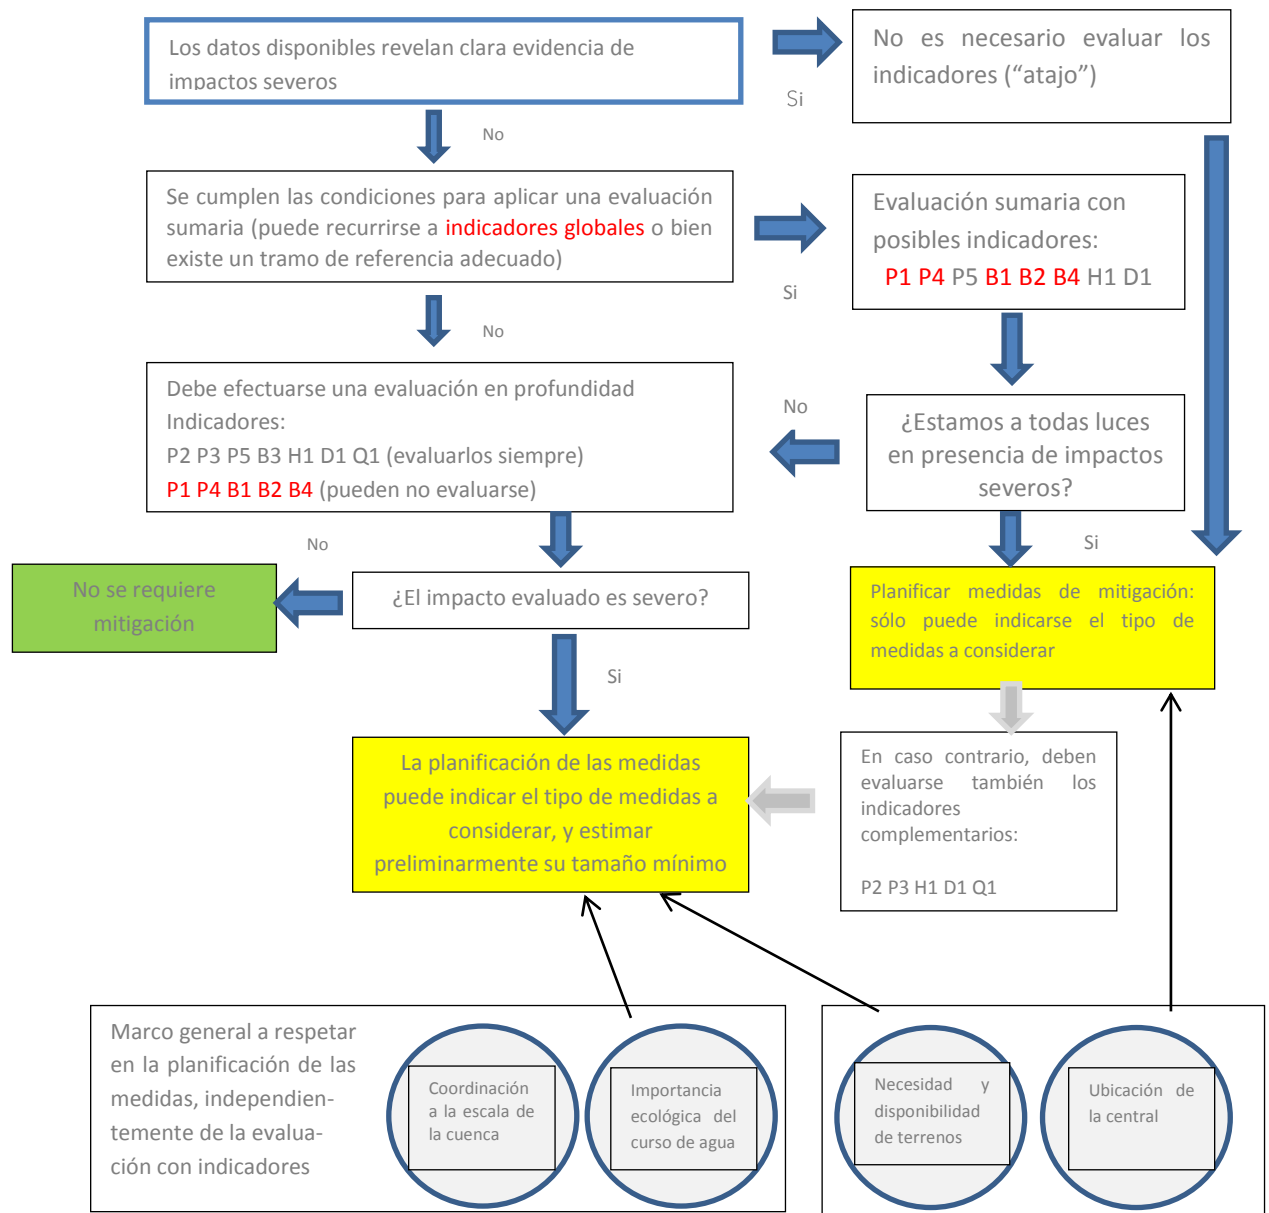 Los datos disponibles revelan clara evidencia de
impactos severos
Si
No es necesario evaluar los
indicadores (“atajo”)
No
Se cumplen las condiciones para aplicar una evaluación
sumaria (puede recurrirse a indicadores globales o bien
existe un tramo de referencia adecuado)
Si
Evaluación sumaria con
posibles indicadores:
P1 P4 P5 B1 B2 B4 H1 D1
No
Debe efectuarse una evaluación en profundidad
Indicadores:
P2 P3 P5 B3 H1 D1 Q1 (evaluarlos siempre)
P1 P4 B1 B2 B4 (pueden no evaluarse)
No
¿Estamos a todas luces
en presencia de impactos
severos?
Si
No
No se requiere
mitigación
¿El impacto evaluado es severo?
Si
Planificar medidas de mitigación:
sólo puede indicarse el tipo de
medidas a considerar
La planificación de las medidas
puede indicar el tipo de medidas a
considerar, y estimar
preliminarmente su tamaño mínimo
En caso contrario, deben
evaluarse también los
indicadores
complementarios:
P2 P3 H1 D1 Q1
Marco general a respetar
en la planificación de las
medidas, independien-
temente de la evalua-
ción con indicadores
Coordinación
a la escala de
la cuenca
Importancia
ecológica del
curso de agua
Necesidad y
disponibilidad
de terrenos
Ubicación de
la central